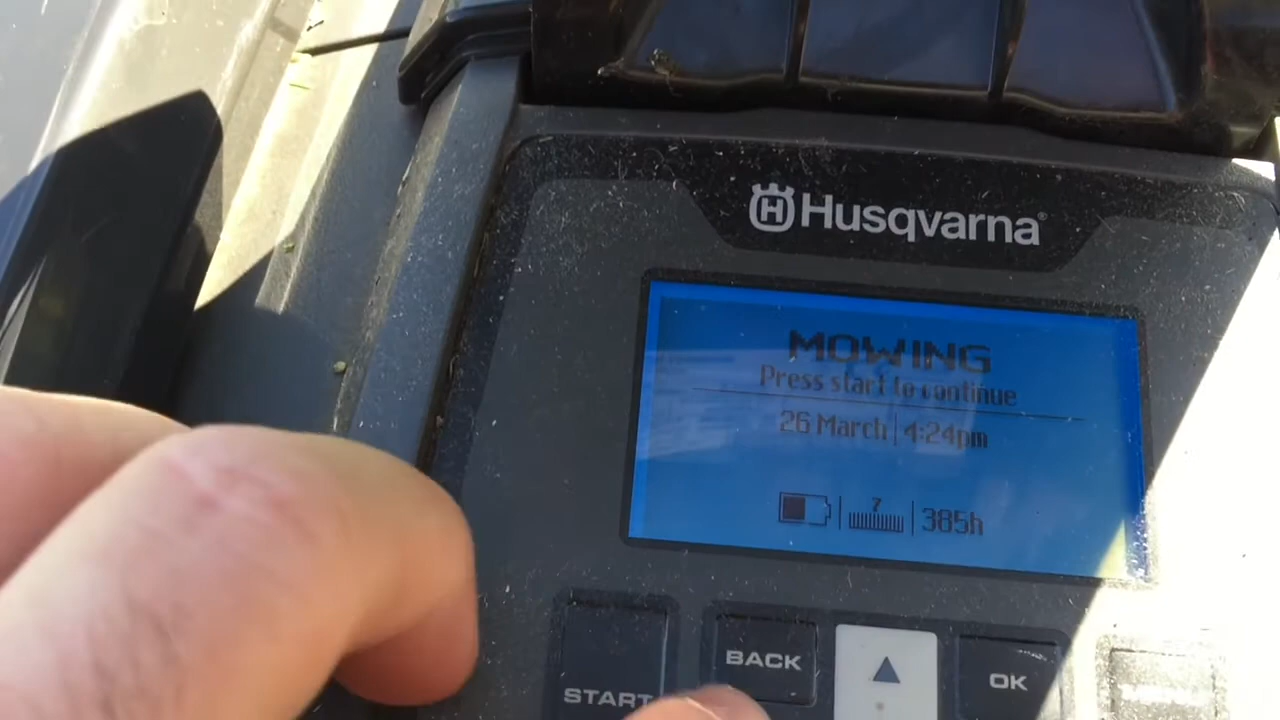 Husqvarna®
MOWING
Press start to continue
26 March 4:24pm
7
385h
START
BACK
OK